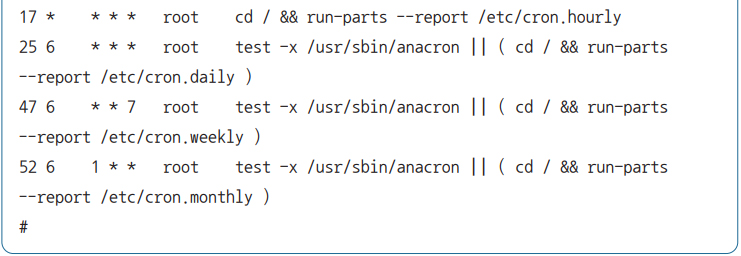 17 *    * * *   root    cd / && run-parts --report /etc/cron.hourly
25 6    * * *   root    test -x /usr/sbin/anacron || ( cd / && run-parts
--report /etc/cron.daily )
47 6    * * 7   root    test -x /usr/sbin/anacron || ( cd / && run-parts
--report /etc/cron.weekly )
52 6    1 * *   root    test -x /usr/sbin/anacron || ( cd / && run-parts
--report /etc/cron.monthly )
#